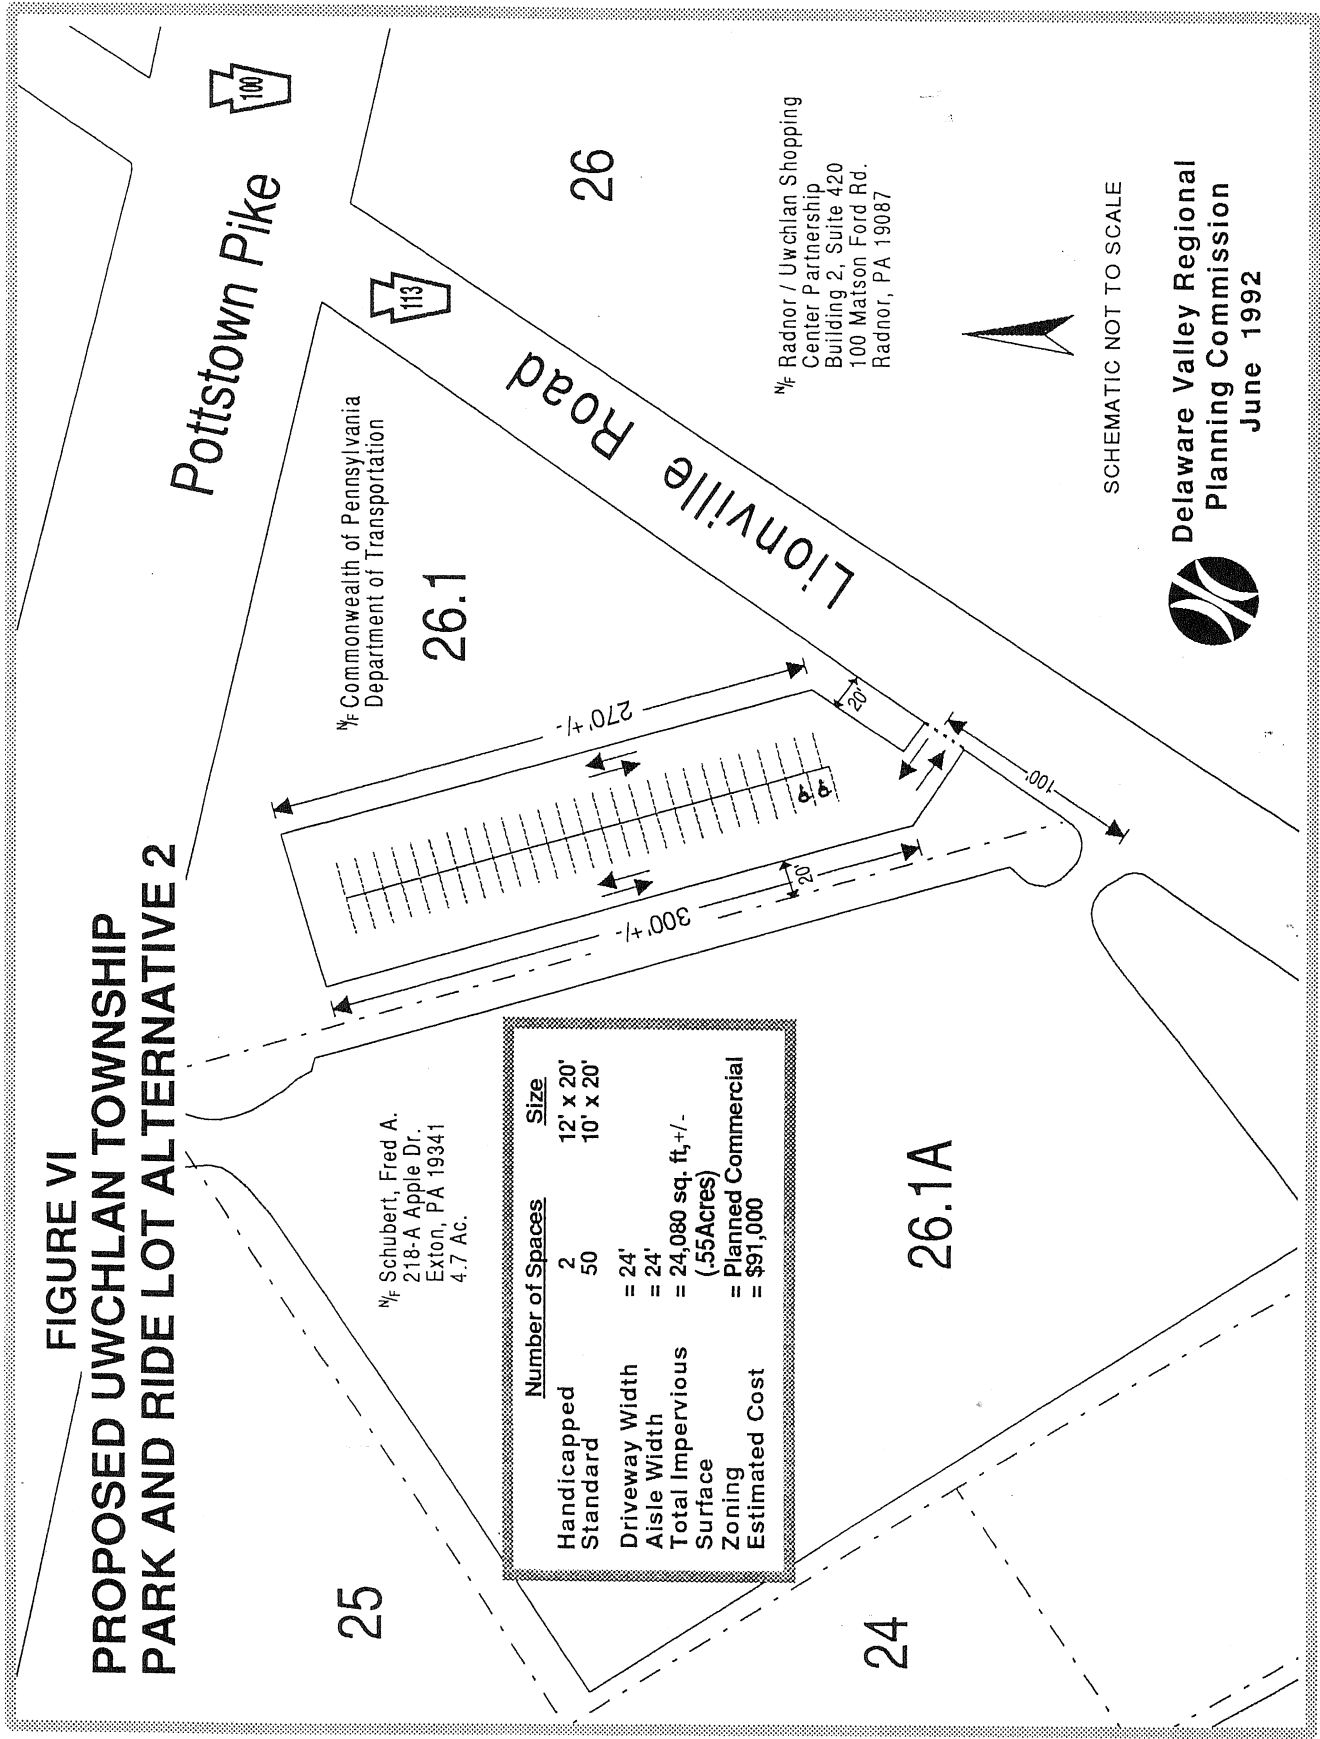 FIGURE VI
PROPOSED UWCHLAN TOWNSHIP
PARK AND RIDE LOT ALTERNATIVE 2
Pottstown Pike
100
113
Lionville Road
25
N/F Schubert, Fred A.
218-A Apple Dr.
Exton, PA 19341
4.7 Ac.
N/F Commonwealth of Pennsylvania
Department of Transportation
26.1
26
270'+/-
300'+/-
20'
20'
100'
Number of Spaces Size
Handicapped 2 12' x 20'
Standard 50 10' x 20'
Driveway Width = 24'
Aisle Width = 24'
Total Impervious = 24,080 sq. ft,+/-
Surface (.55Acres)
Zoning = Planned Commercial
Estimated Cost = $91,000
24
26.1A
N/F Radnor / Uwchlan Shopping
Center Partnership
Building 2, Suite 420
100 Matson Ford Rd.
Radnor, PA 19087
SCHEMATIC NOT TO SCALE
Delaware Valley Regional
Planning Commission
June 1992